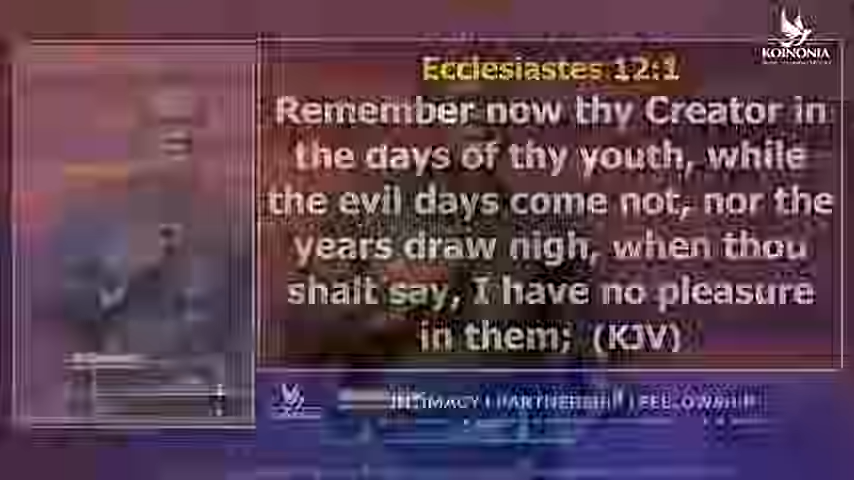 KOINONIA
Ecclesiastes 12:1
Remember now thy Creator in
the days of thy youth, while
the evil days come not, nor the
years draw nigh, when thou
shalt say, I have no pleasure
in them; (KJV)
INTIMACY | PARTNERSHIP | FELLOWSHIP